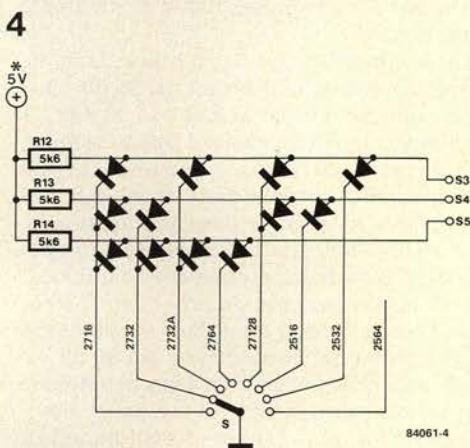 4
*
5V
+
R12
5k6
R13
5k6
R14
5k6
S3
S4
S5
2716
2732
2732A
2764
27128
2516
2532
2564
S
84061-4